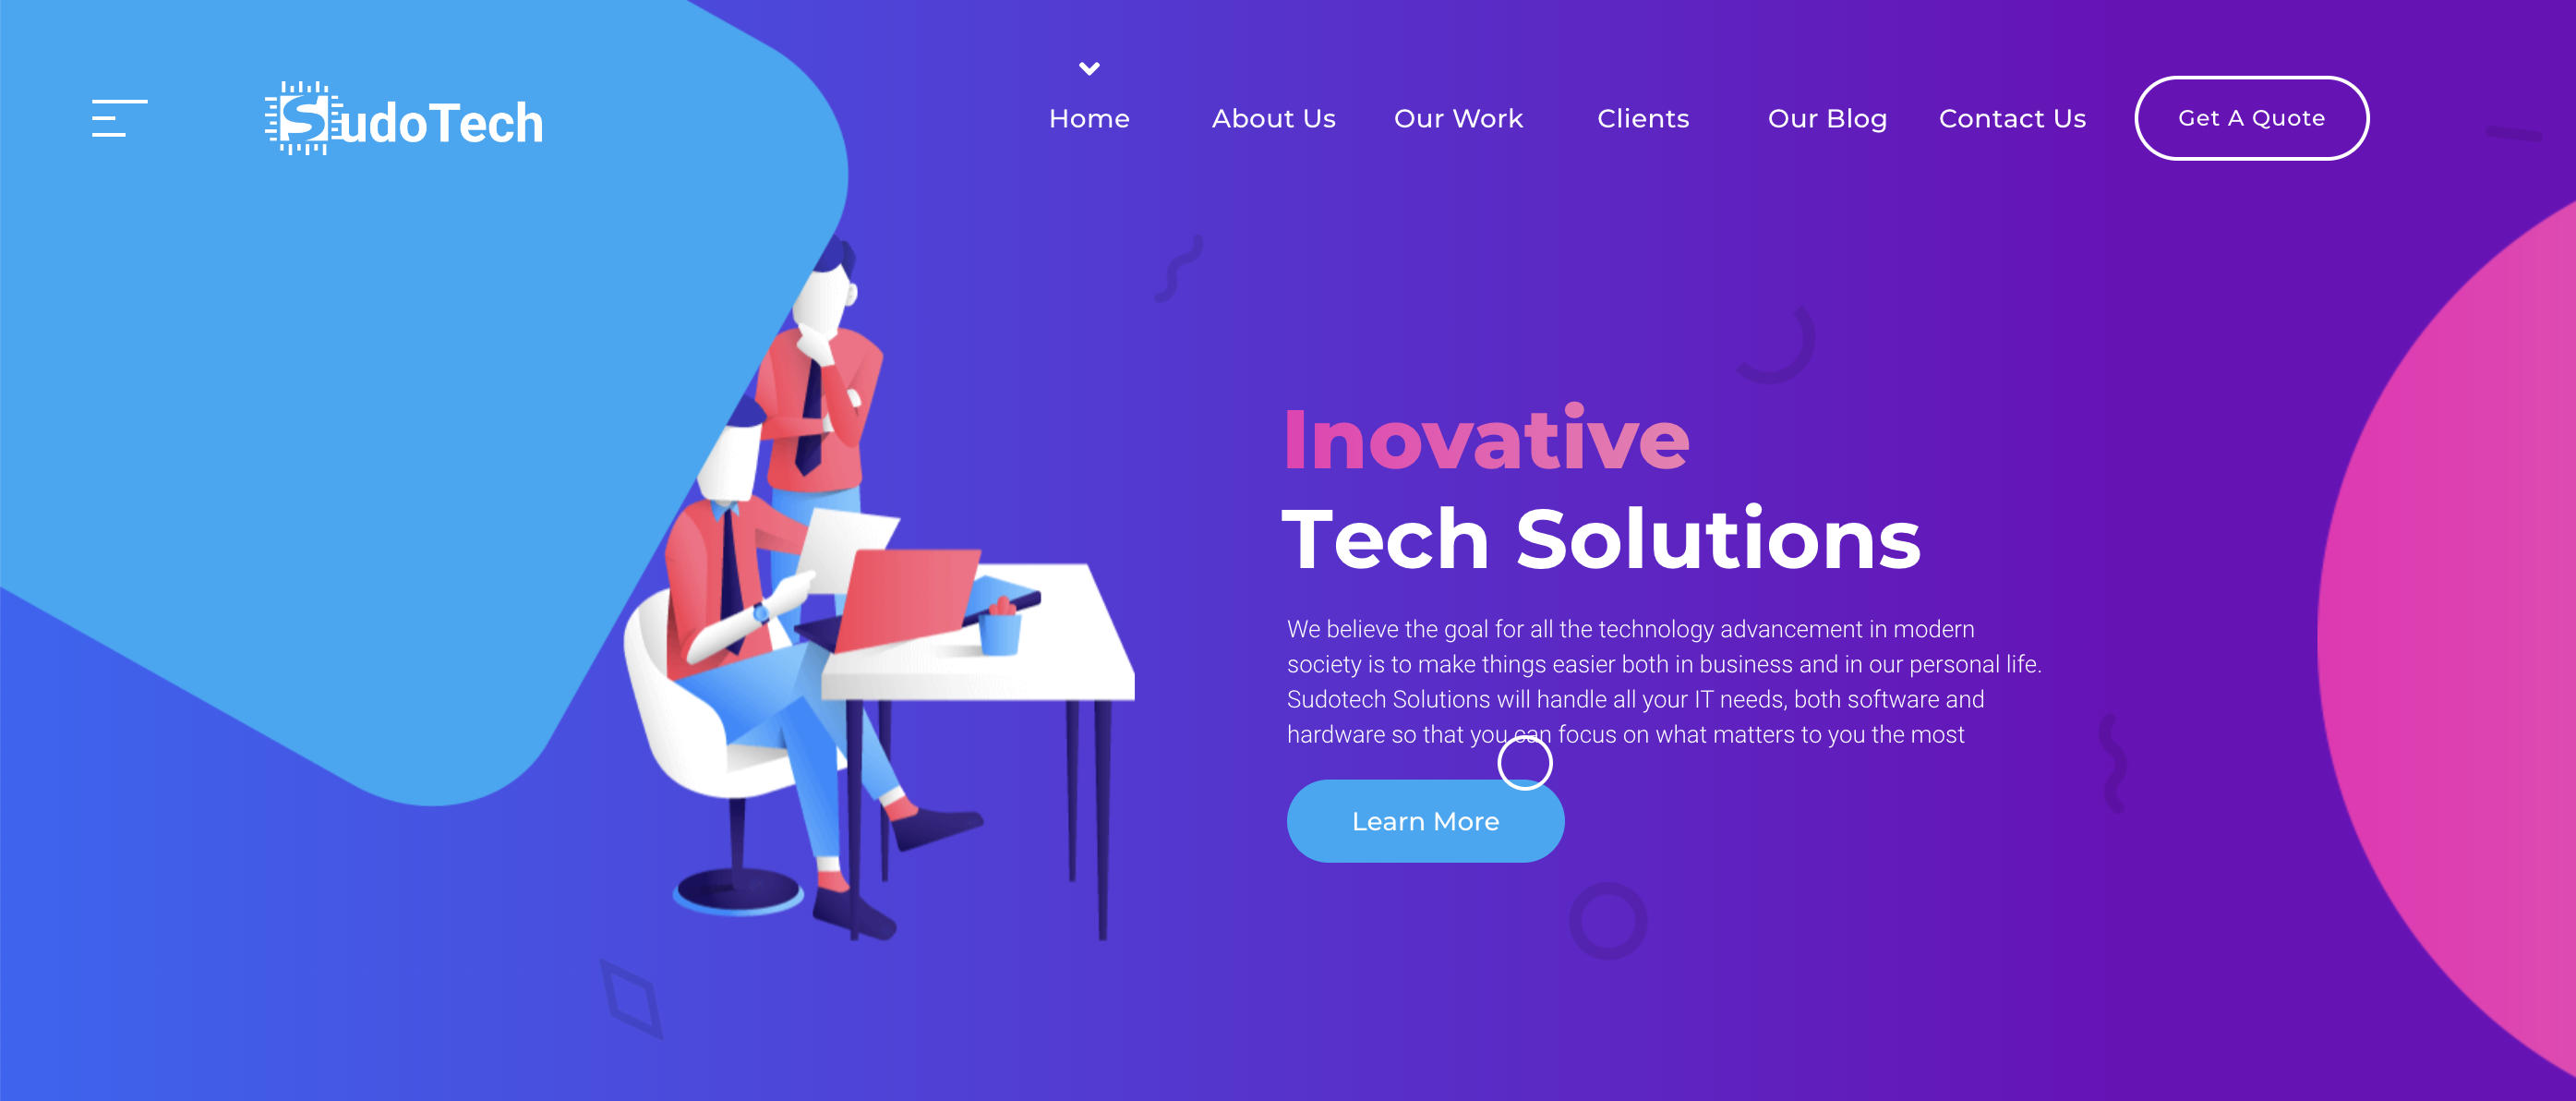 SudoTech
Home About Us Our Work Clients Our Blog Contact Us Get A Quote
Inovative
Tech Solutions
We believe the goal for all the technology advancement in modern
society is to make things easier both in business and in our personal life.
Sudotech Solutions will handle all your IT needs, both software and
hardware so that you can focus on what matters to you the most
Learn More